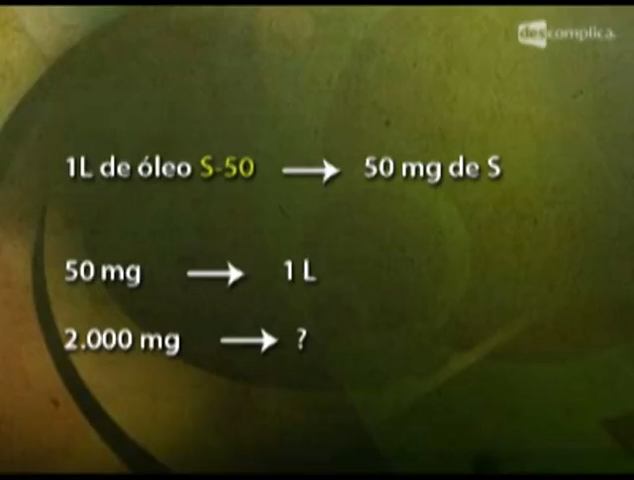 descomplica.
1L de óleo S-50 → 50 mg de S
50 mg → 1 L
2.000 mg → ?